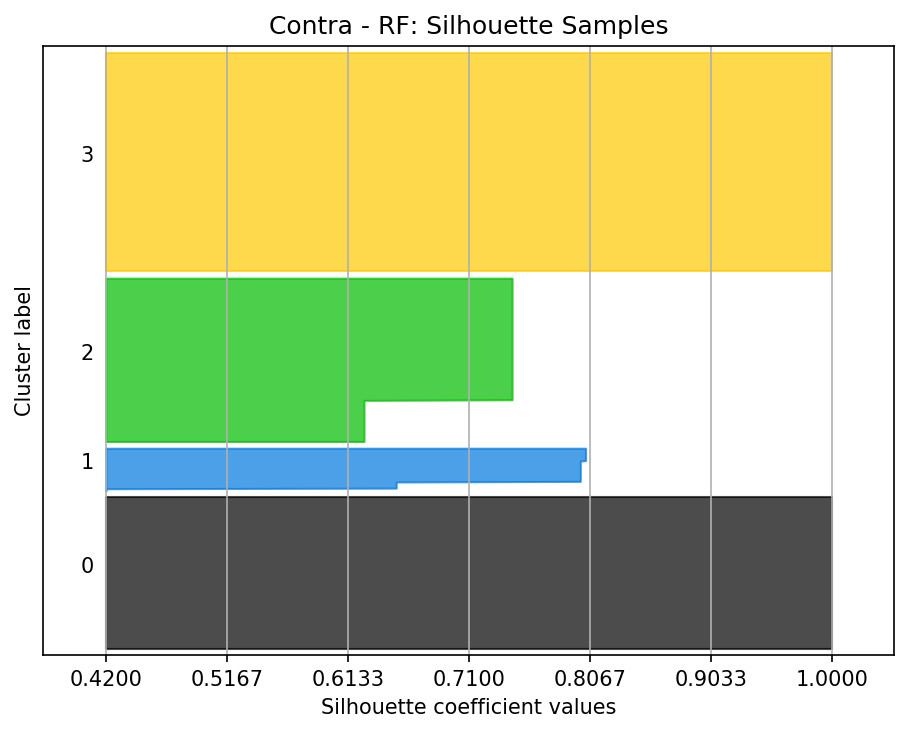 Contra - RF: Silhouette Samples
3
2
1
0
Cluster label
0.4200 0.5167 0.6133 0.7100 0.8067 0.9033 1.0000
Silhouette coefficient values